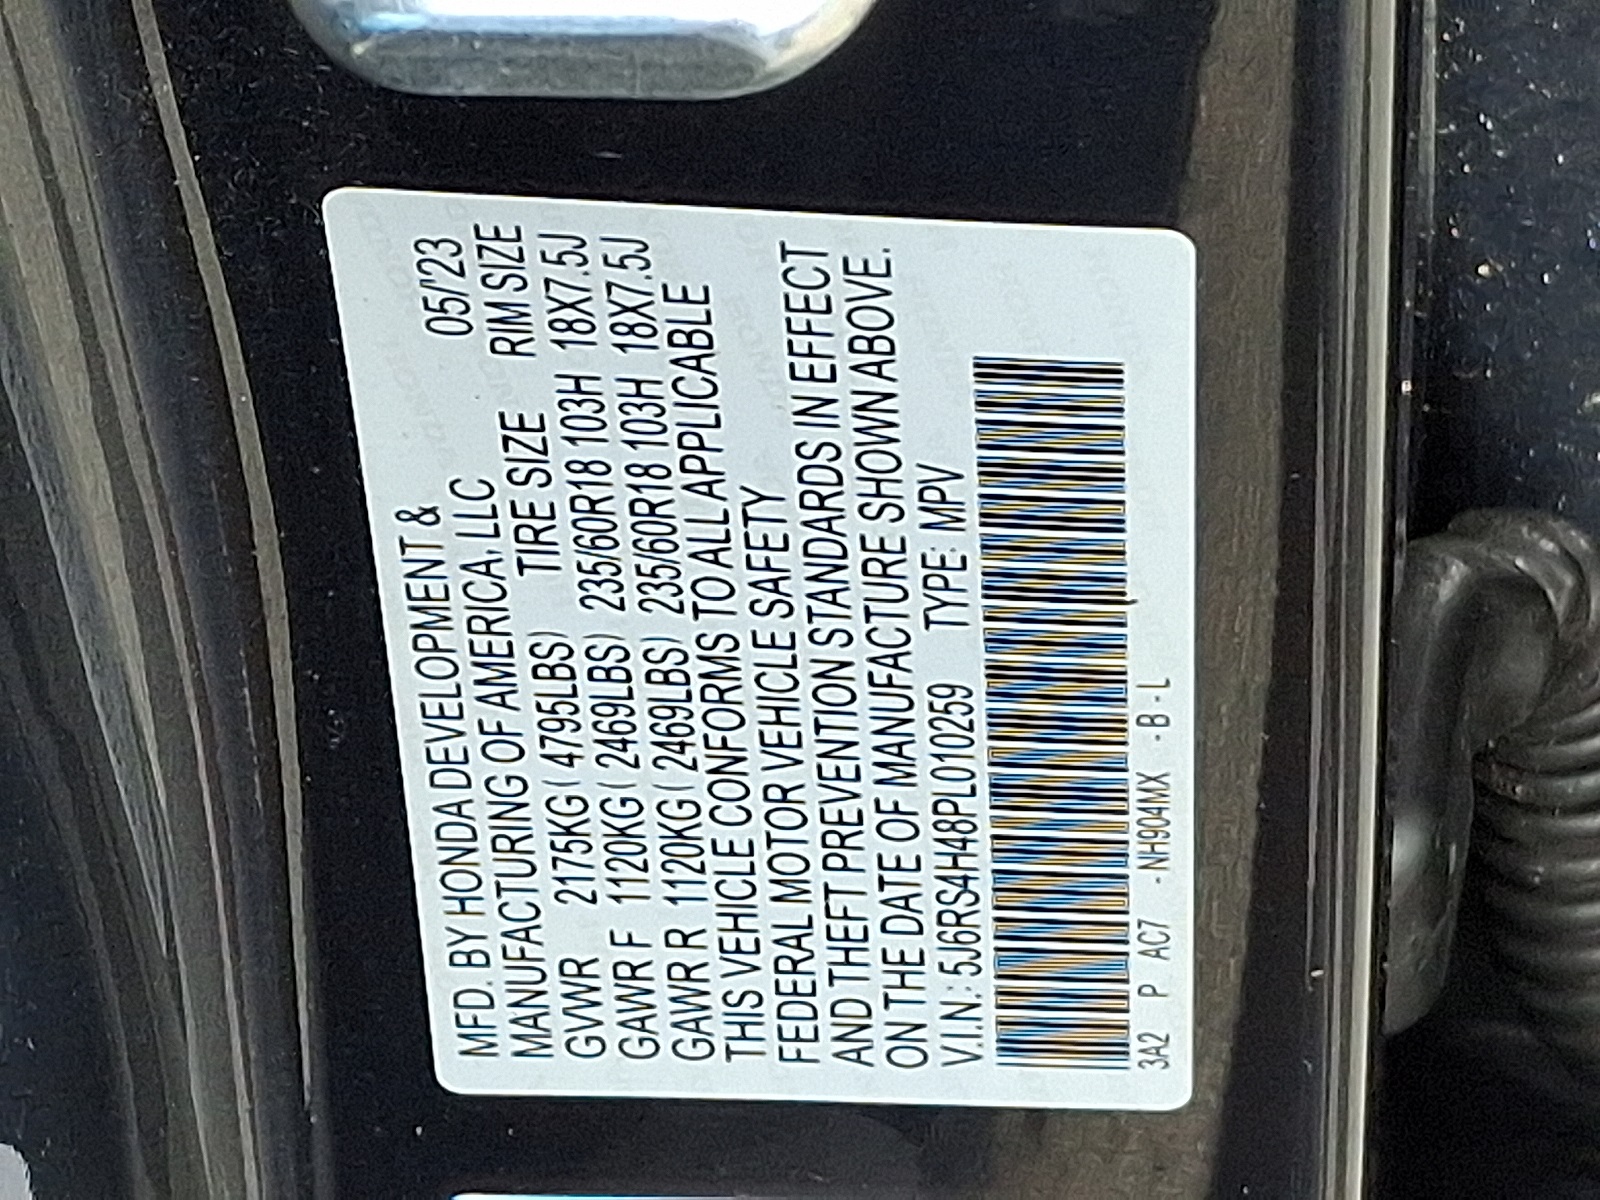 MFD. BY HONDA DEVELOPMENT & 05/'23
MANUFACTURING OF AMERICA, LLC RIM SIZE
TIRE SIZE
GVWR 2175KG ( 4795LBS) 235/60R18 103H 18X7.5J
GAWR F 1120KG ( 2469LBS) 235/60R18 103H 18X7.5J
GAWR R 1120KG ( 2469LBS)
THIS VEHICLE CONFORMS TO ALL APPLICABLE
FEDERAL MOTOR VEHICLE SAFETY
AND THEFT PREVENTION STANDARDS IN EFFECT
ON THE DATE OF MANUFACTURE SHOWN ABOVE.
V.I.N.: 5J6RS4H48PL010259 TYPE: MPV
3A2 P AC7 - NH904MX - B - L